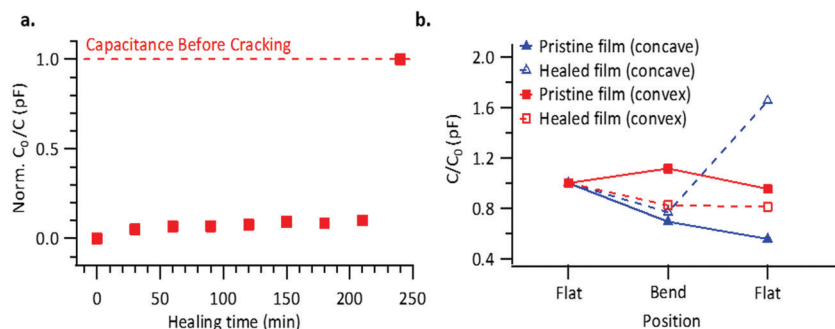 a.
Capacitance Before Cracking
1.0
0.5
0.0
Norm. C₀/C (pF)
0 50 100 150 200 250
Healing time (min)
b.
Pristine film (concave)
Healed film (concave)
Pristine film (convex)
Healed film (convex)
2.0
1.6
1.2
0.8
0.4
C/C₀ (pF)
Flat Bend Flat
Position